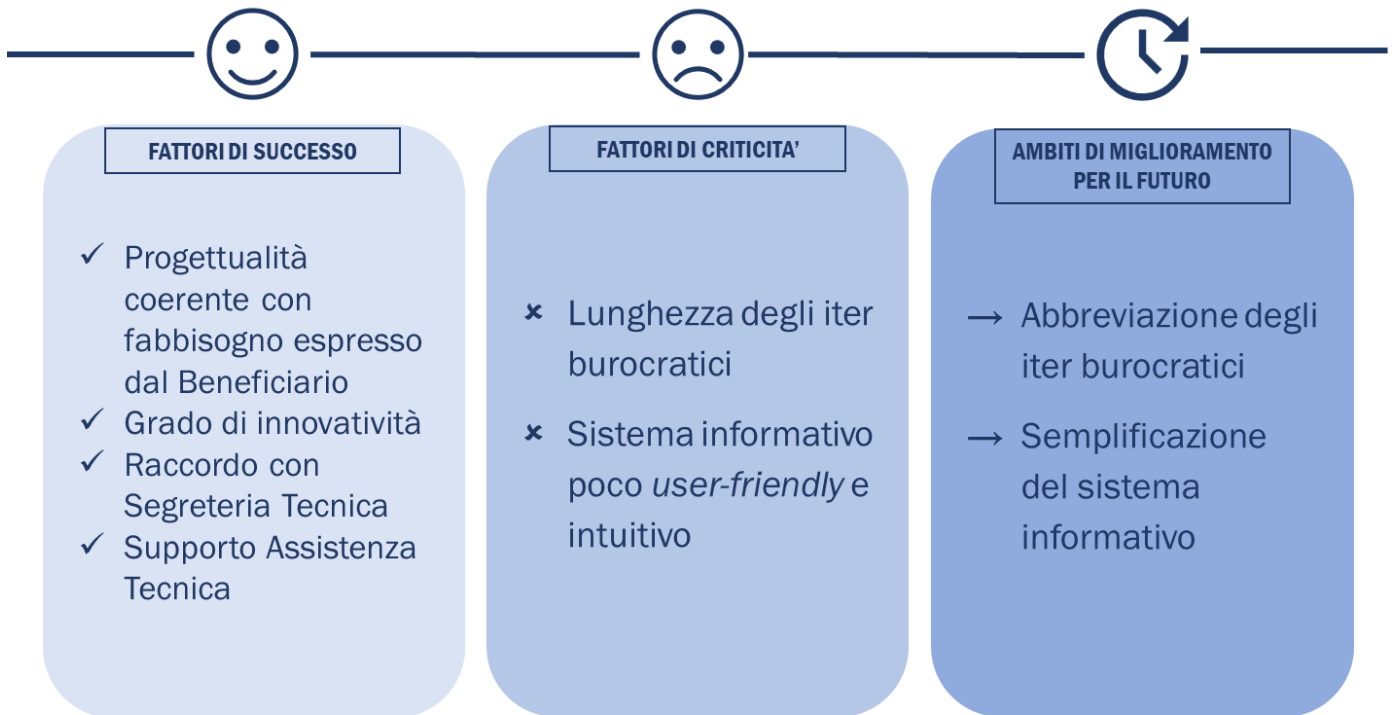 FATTORI DI SUCCESSO
✓ Progettualità
coerente con
fabbisogno espresso
dal Beneficiario
✓ Grado di innovatività
✓ Raccordo con
Segreteria Tecnica
✓ Supporto Assistenza
Tecnica
FATTORI DI CRITICITA’
× Lunghezza degli iter
burocratici
× Sistema informativo
poco user-friendly e
intuitivo
AMBITI DI MIGLIORAMENTO
PER IL FUTURO
→ Abbreviazione degli
iter burocratici
→ Semplificazione
del sistema
informativo